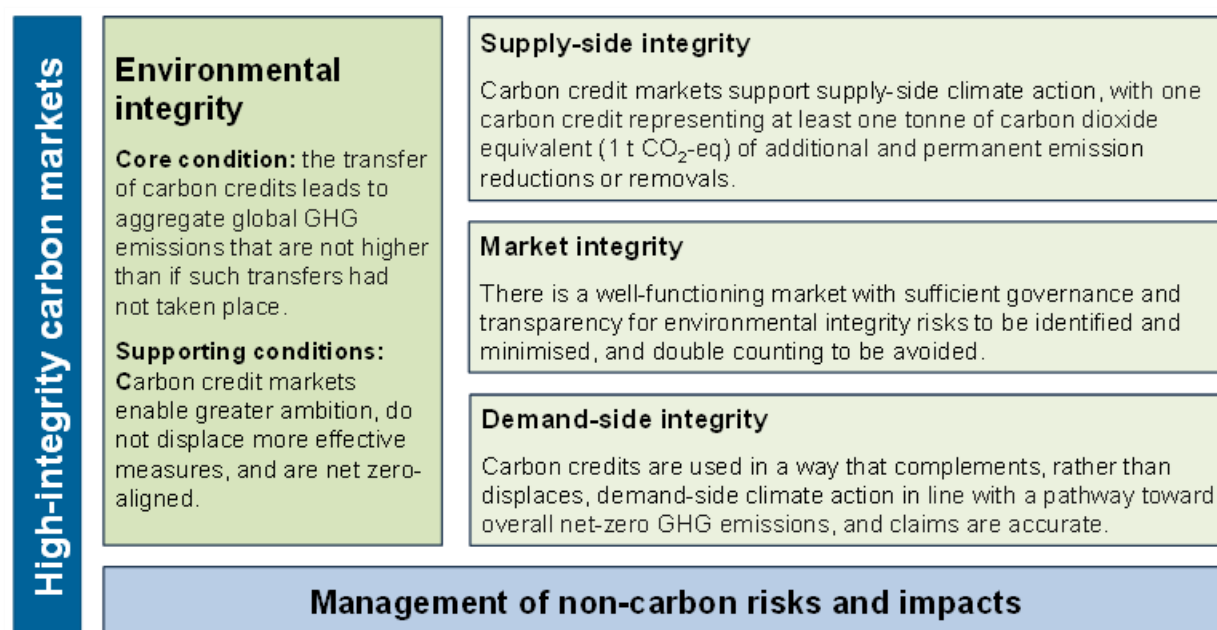 High-integrity carbon markets
Environmental
integrity
Core condition: the transfer
of carbon credits leads to
aggregate global GHG
emissions that are not higher
than if such transfers had
not taken place.
Supporting conditions:
Carbon credit markets
enable greater ambition, do
not displace more effective
measures, and are net zero-
aligned.
Supply-side integrity
Carbon credit markets support supply-side climate action, with one
carbon credit representing at least one tonne of carbon dioxide
equivalent (1 t CO₂-eq) of additional and permanent emission
reductions or removals.
Market integrity
There is a well-functioning market with sufficient governance and
transparency for environmental integrity risks to be identified and
minimised, and double counting to be avoided.
Demand-side integrity
Carbon credits are used in a way that complements, rather than
displaces, demand-side climate action in line with a pathway toward
overall net-zero GHG emissions, and claims are accurate.
Management of non-carbon risks and impacts